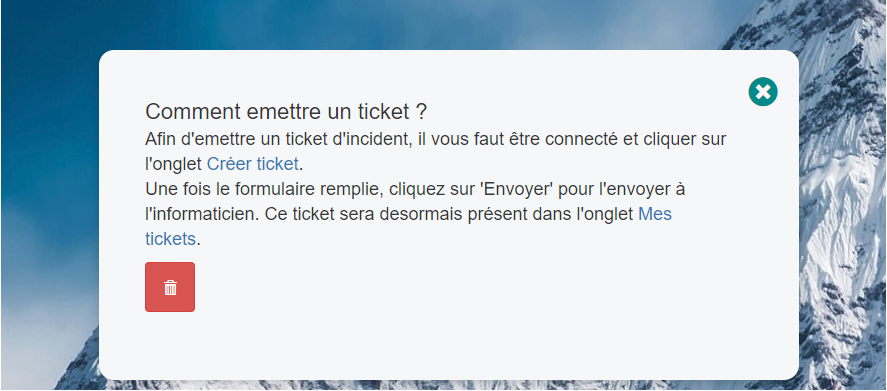 Comment emettre un ticket ?
Afin d'emettre un ticket d'incident, il vous faut être connecté et cliquer sur
l'onglet Créer ticket.
Une fois le formulaire remplie, cliquez sur 'Envoyer' pour l'envoyer à
l'informaticien. Ce ticket sera desormais présent dans l'onglet Mes
tickets.